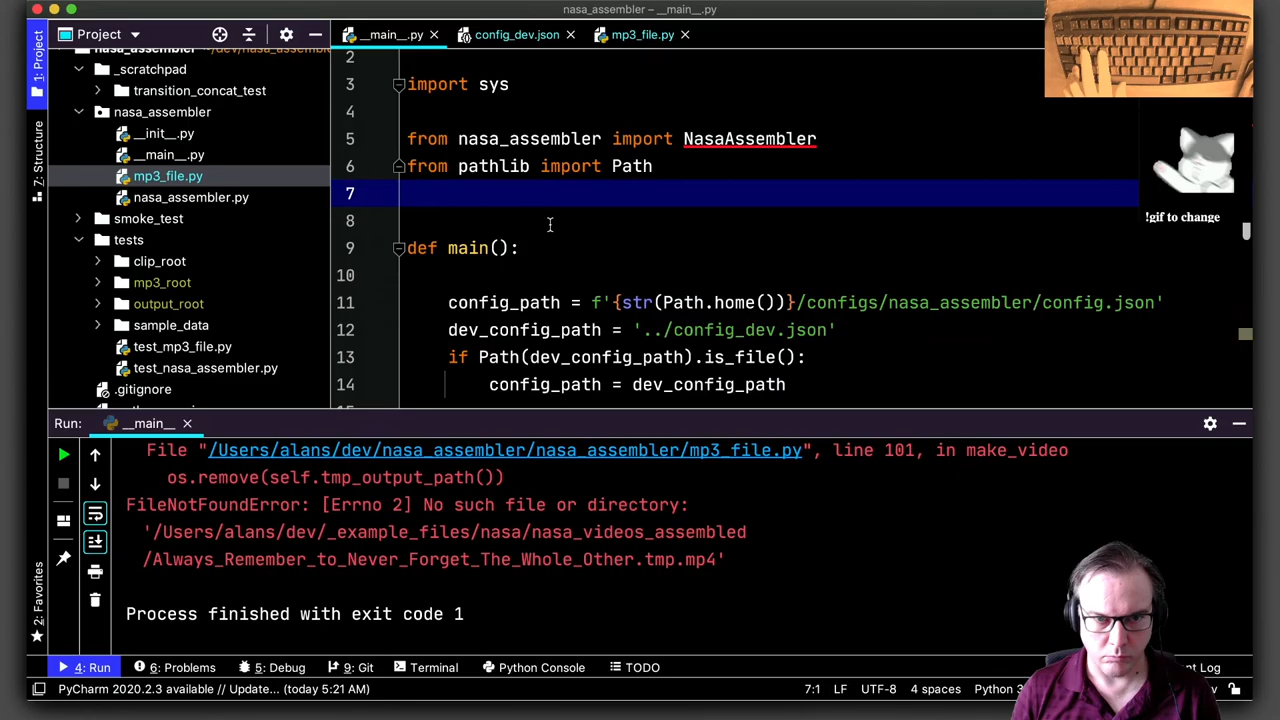 nasa_assembler – __main__.py
Project
__main__.py
config_dev.json
mp3_file.py
1: Project
7: Structure
2: Favorites
_scratchpad
transition_concat_test
nasa_assembler
__init__.py
__main__.py
mp3_file.py
nasa_assembler.py
smoke_test
tests
clip_root
mp3_root
output_root
sample_data
test_mp3_file.py
test_nasa_assembler.py
.gitignore
2
3 import sys
4
5 from nasa_assembler import NasaAssembler
6 from pathlib import Path
7
8
9 def main():
10
11 config_path = f'{str(Path.home())}/configs/nasa_assembler/config.json'
12 dev_config_path = '../config_dev.json'
13 if Path(dev_config_path).is_file():
14 config_path = dev_config_path
!gif to change
Run: __main__
File "/Users/alans/dev/nasa_assembler/nasa_assembler/mp3_file.py", line 101, in make_video
os.remove(self.tmp_output_path())
FileNotFoundError: [Errno 2] No such file or directory:
'/Users/alans/dev/_example_files/nasa/nasa_videos_assembled
/Always_Remember_to_Never_Forget_The_Whole_Other.tmp.mp4'
Process finished with exit code 1
4: Run
6: Problems
5: Debug
9: Git
Terminal
Python Console
TODO
Log
PyCharm 2020.2.3 available // Update... (today 5:21 AM)
7:1 LF UTF-8 4 spaces Python